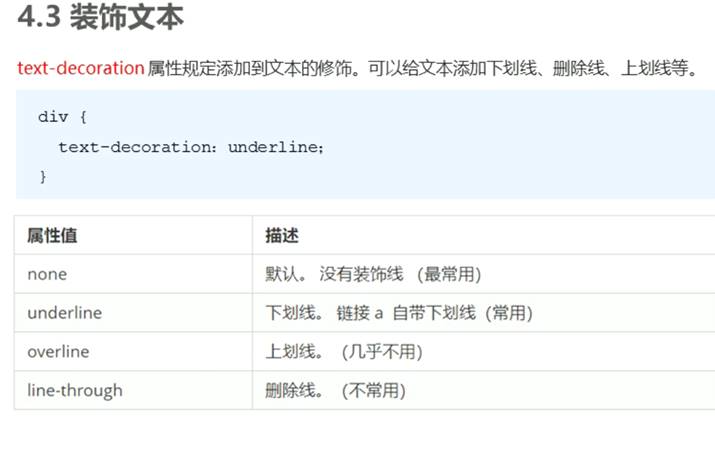 4.3 装饰文本
text-decoration 属性规定添加到文本的修饰。可以给文本添加下划线、删除线、上划线等。
div {
text-decoration：underline；
}
属性值 描述
none 默认。 没有装饰线 （最常用）
underline 下划线。 链接 a 自带下划线（常用）
overline 上划线。（几乎不用）
line-through 删除线。（不常用）